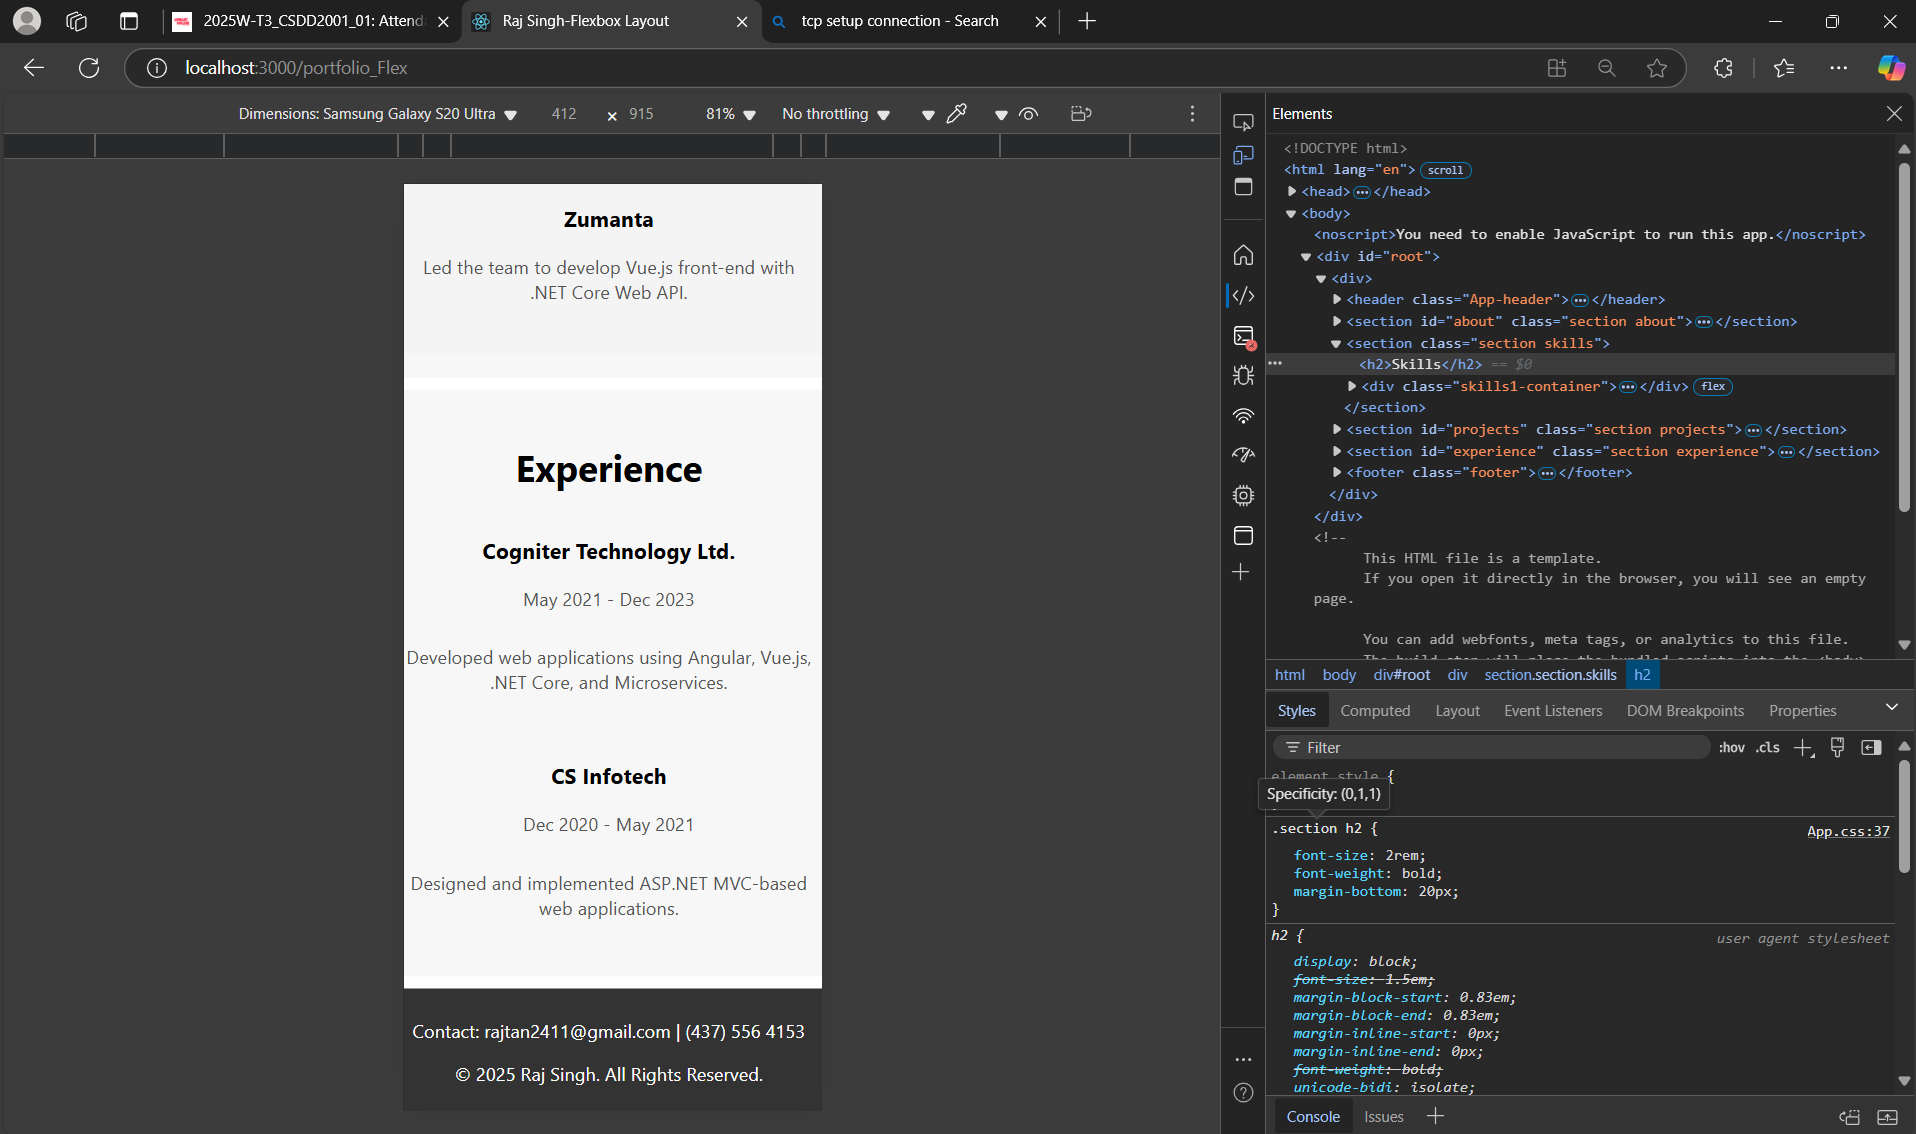 2025W-T3_CSDD2001_01: Attend
Raj Singh-Flexbox Layout
tcp setup connection - Search
localhost:3000/portfolio_Flex
Dimensions: Samsung Galaxy S20 Ultra
412
×
915
81%
No throttling
Zumanta
Led the team to develop Vue.js front-end with
.NET Core Web API.
Experience
Cogniter Technology Ltd.
May 2021 - Dec 2023
Developed web applications using Angular, Vue.js,
.NET Core, and Microservices.
CS Infotech
Dec 2020 - May 2021
Designed and implemented ASP.NET MVC-based
web applications.
Contact: rajtan2411@gmail.com | (437) 556 4153
© 2025 Raj Singh. All Rights Reserved.
Elements
<!DOCTYPE html>
<html lang="en"> scroll
<head> ••• </head>
<body>
<noscript>You need to enable JavaScript to run this app.</noscript>
<div id="root">
<div>
<header class="App-header"> ••• </header>
<section id="about" class="section about"> ••• </section>
<section class="section skills">
••• <h2>Skills</h2> == $0
<div class="skills1-container"> ••• </div> flex
</section>
<section id="projects" class="section projects"> ••• </section>
<section id="experience" class="section experience"> ••• </section>
<footer class="footer"> ••• </footer>
</div>
</div>
<!--
This HTML file is a template.
If you open it directly in the browser, you will see an empty
page.
You can add webfonts, meta tags, or analytics to this file.
The build step will place the bundled scripts into the <body>
html body div#root div section.section.skills h2
Styles Computed Layout Event Listeners DOM Breakpoints Properties
Filter :hov .cls
element.style {
Specificity: (0,1,1)
.section h2 { App.css:37
font-size: 2rem;
font-weight: bold;
margin-bottom: 20px;
}
h2 { user agent stylesheet
display: block;
font-size: 1.5em;
margin-block-start: 0.83em;
margin-block-end: 0.83em;
margin-inline-start: 0px;
margin-inline-end: 0px;
font-weight: bold;
unicode-bidi: isolate;
Console Issues